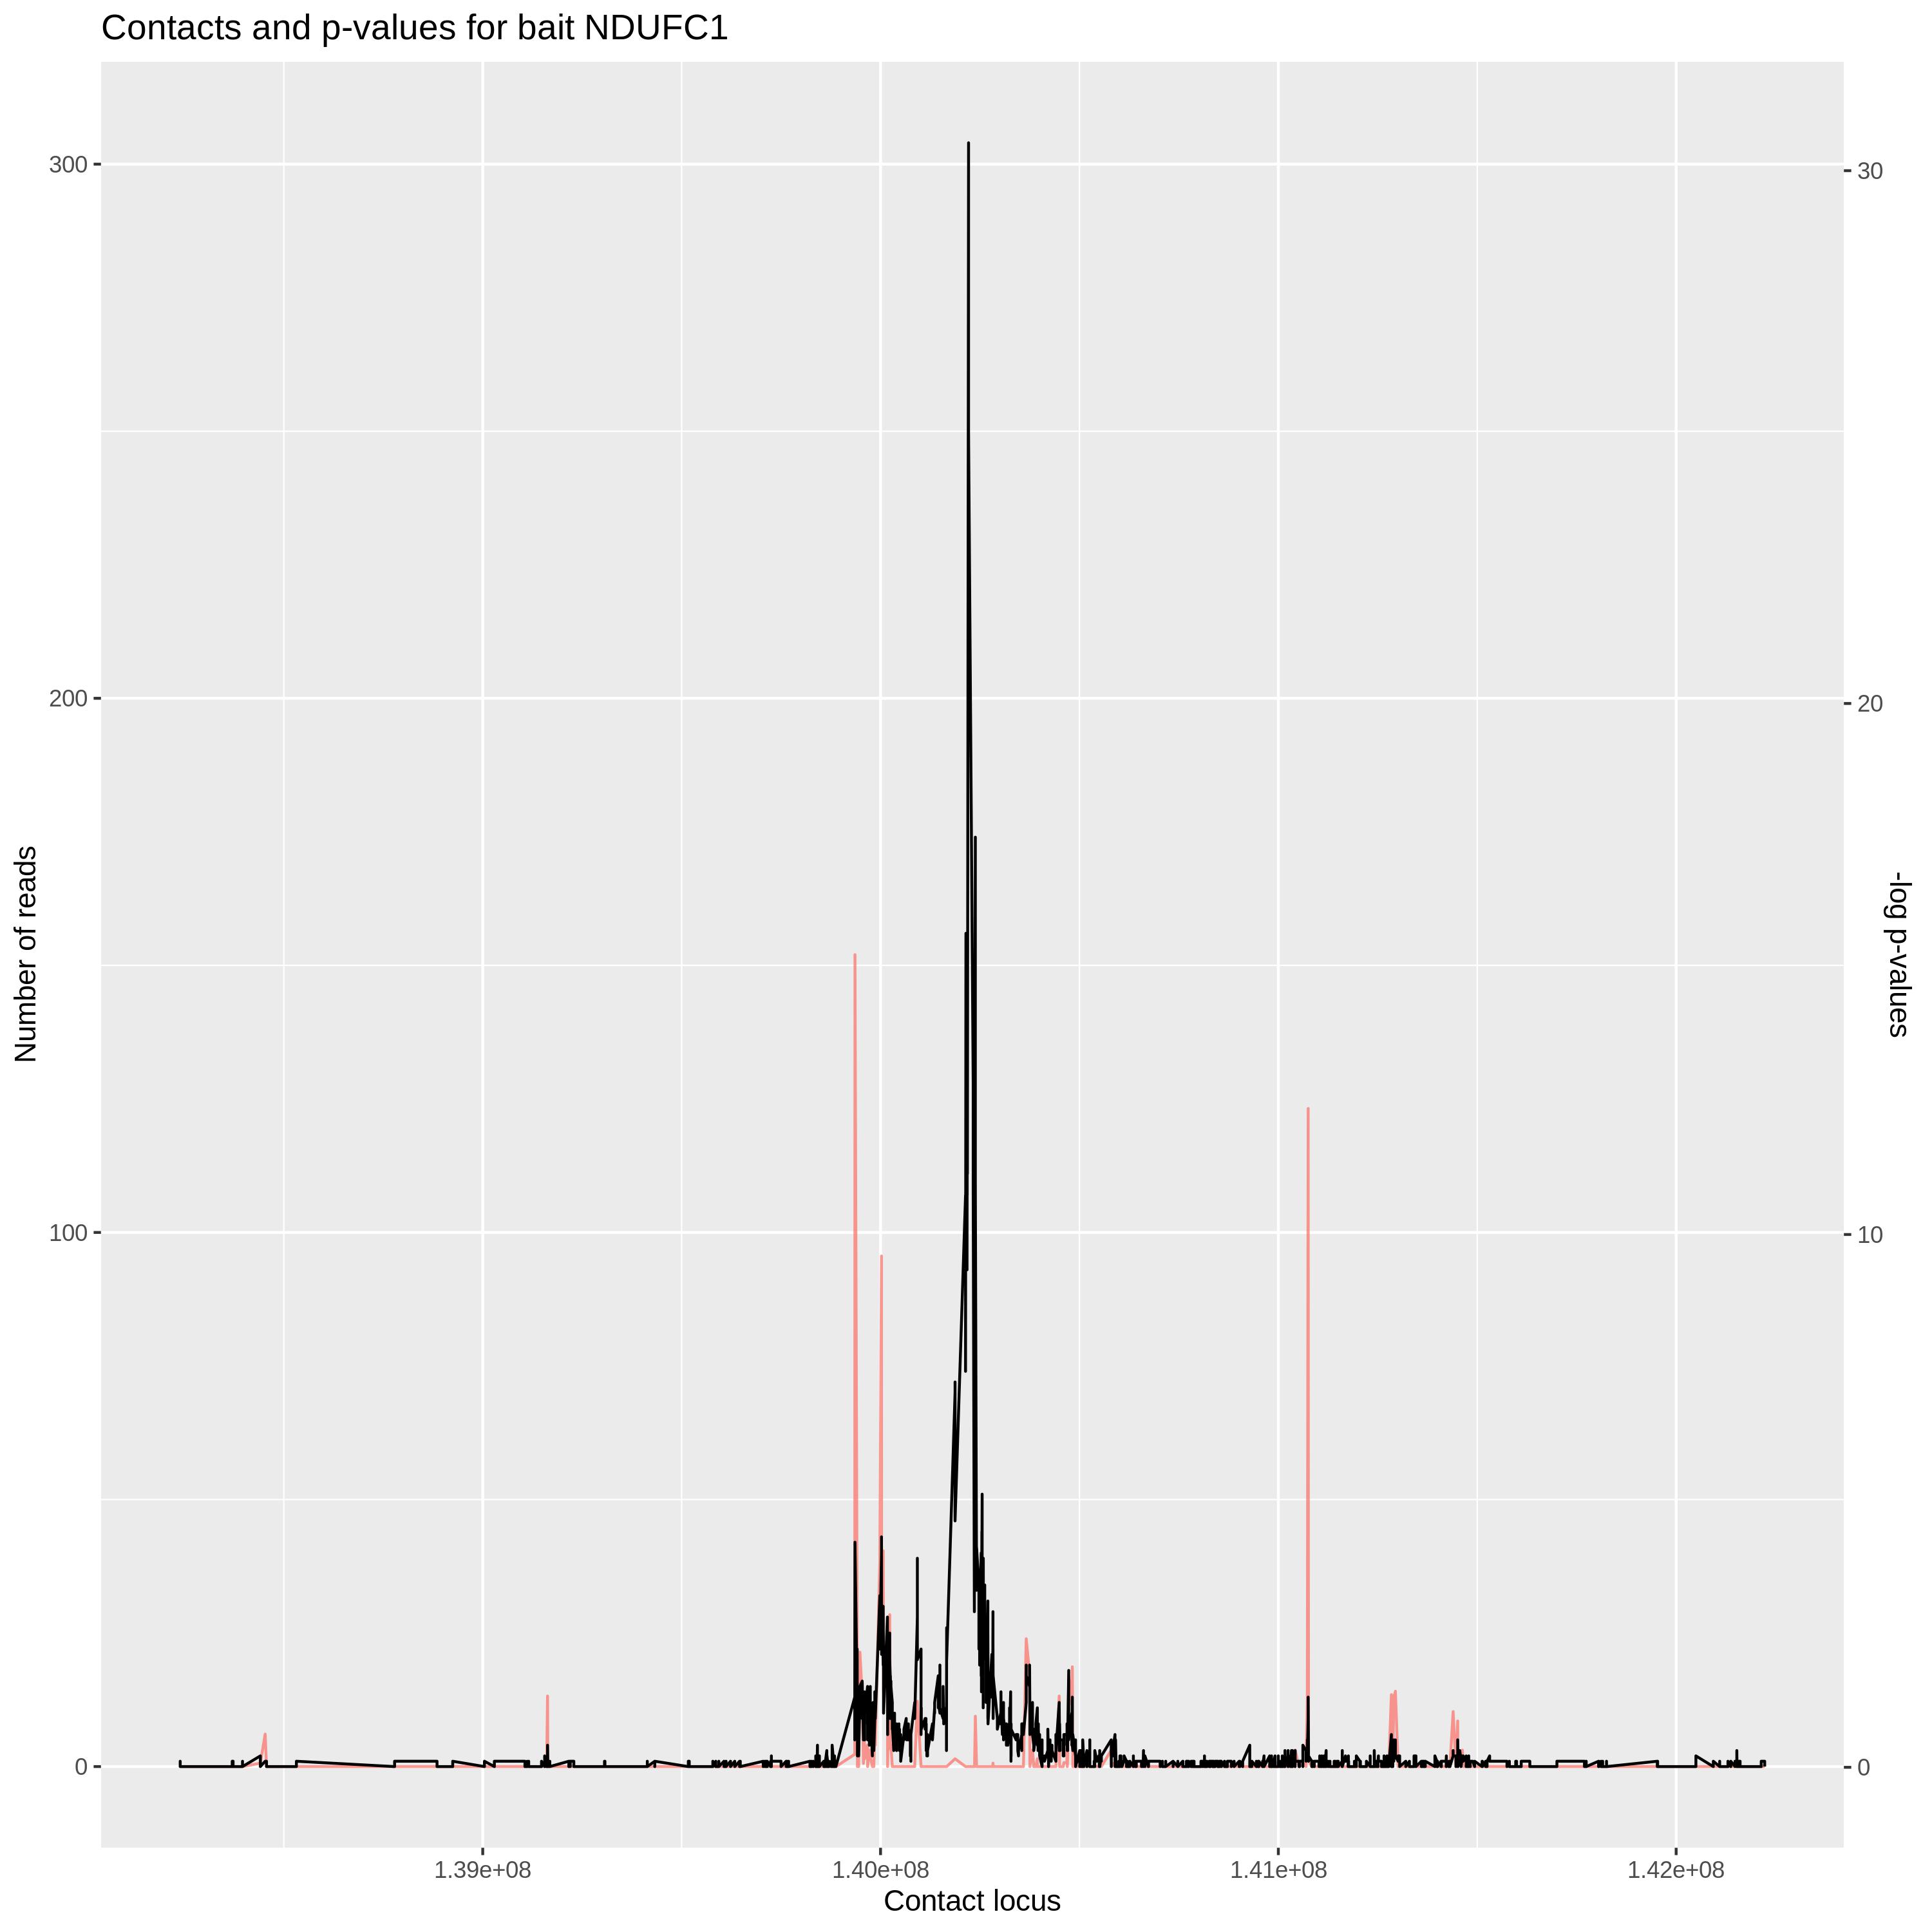 Contacts and p-values for bait NDUFC1
300
200
100
0
30
20
10
0
Number of reads
-log p-values
1.39e+08 1.40e+08 1.41e+08 1.42e+08
Contact locus